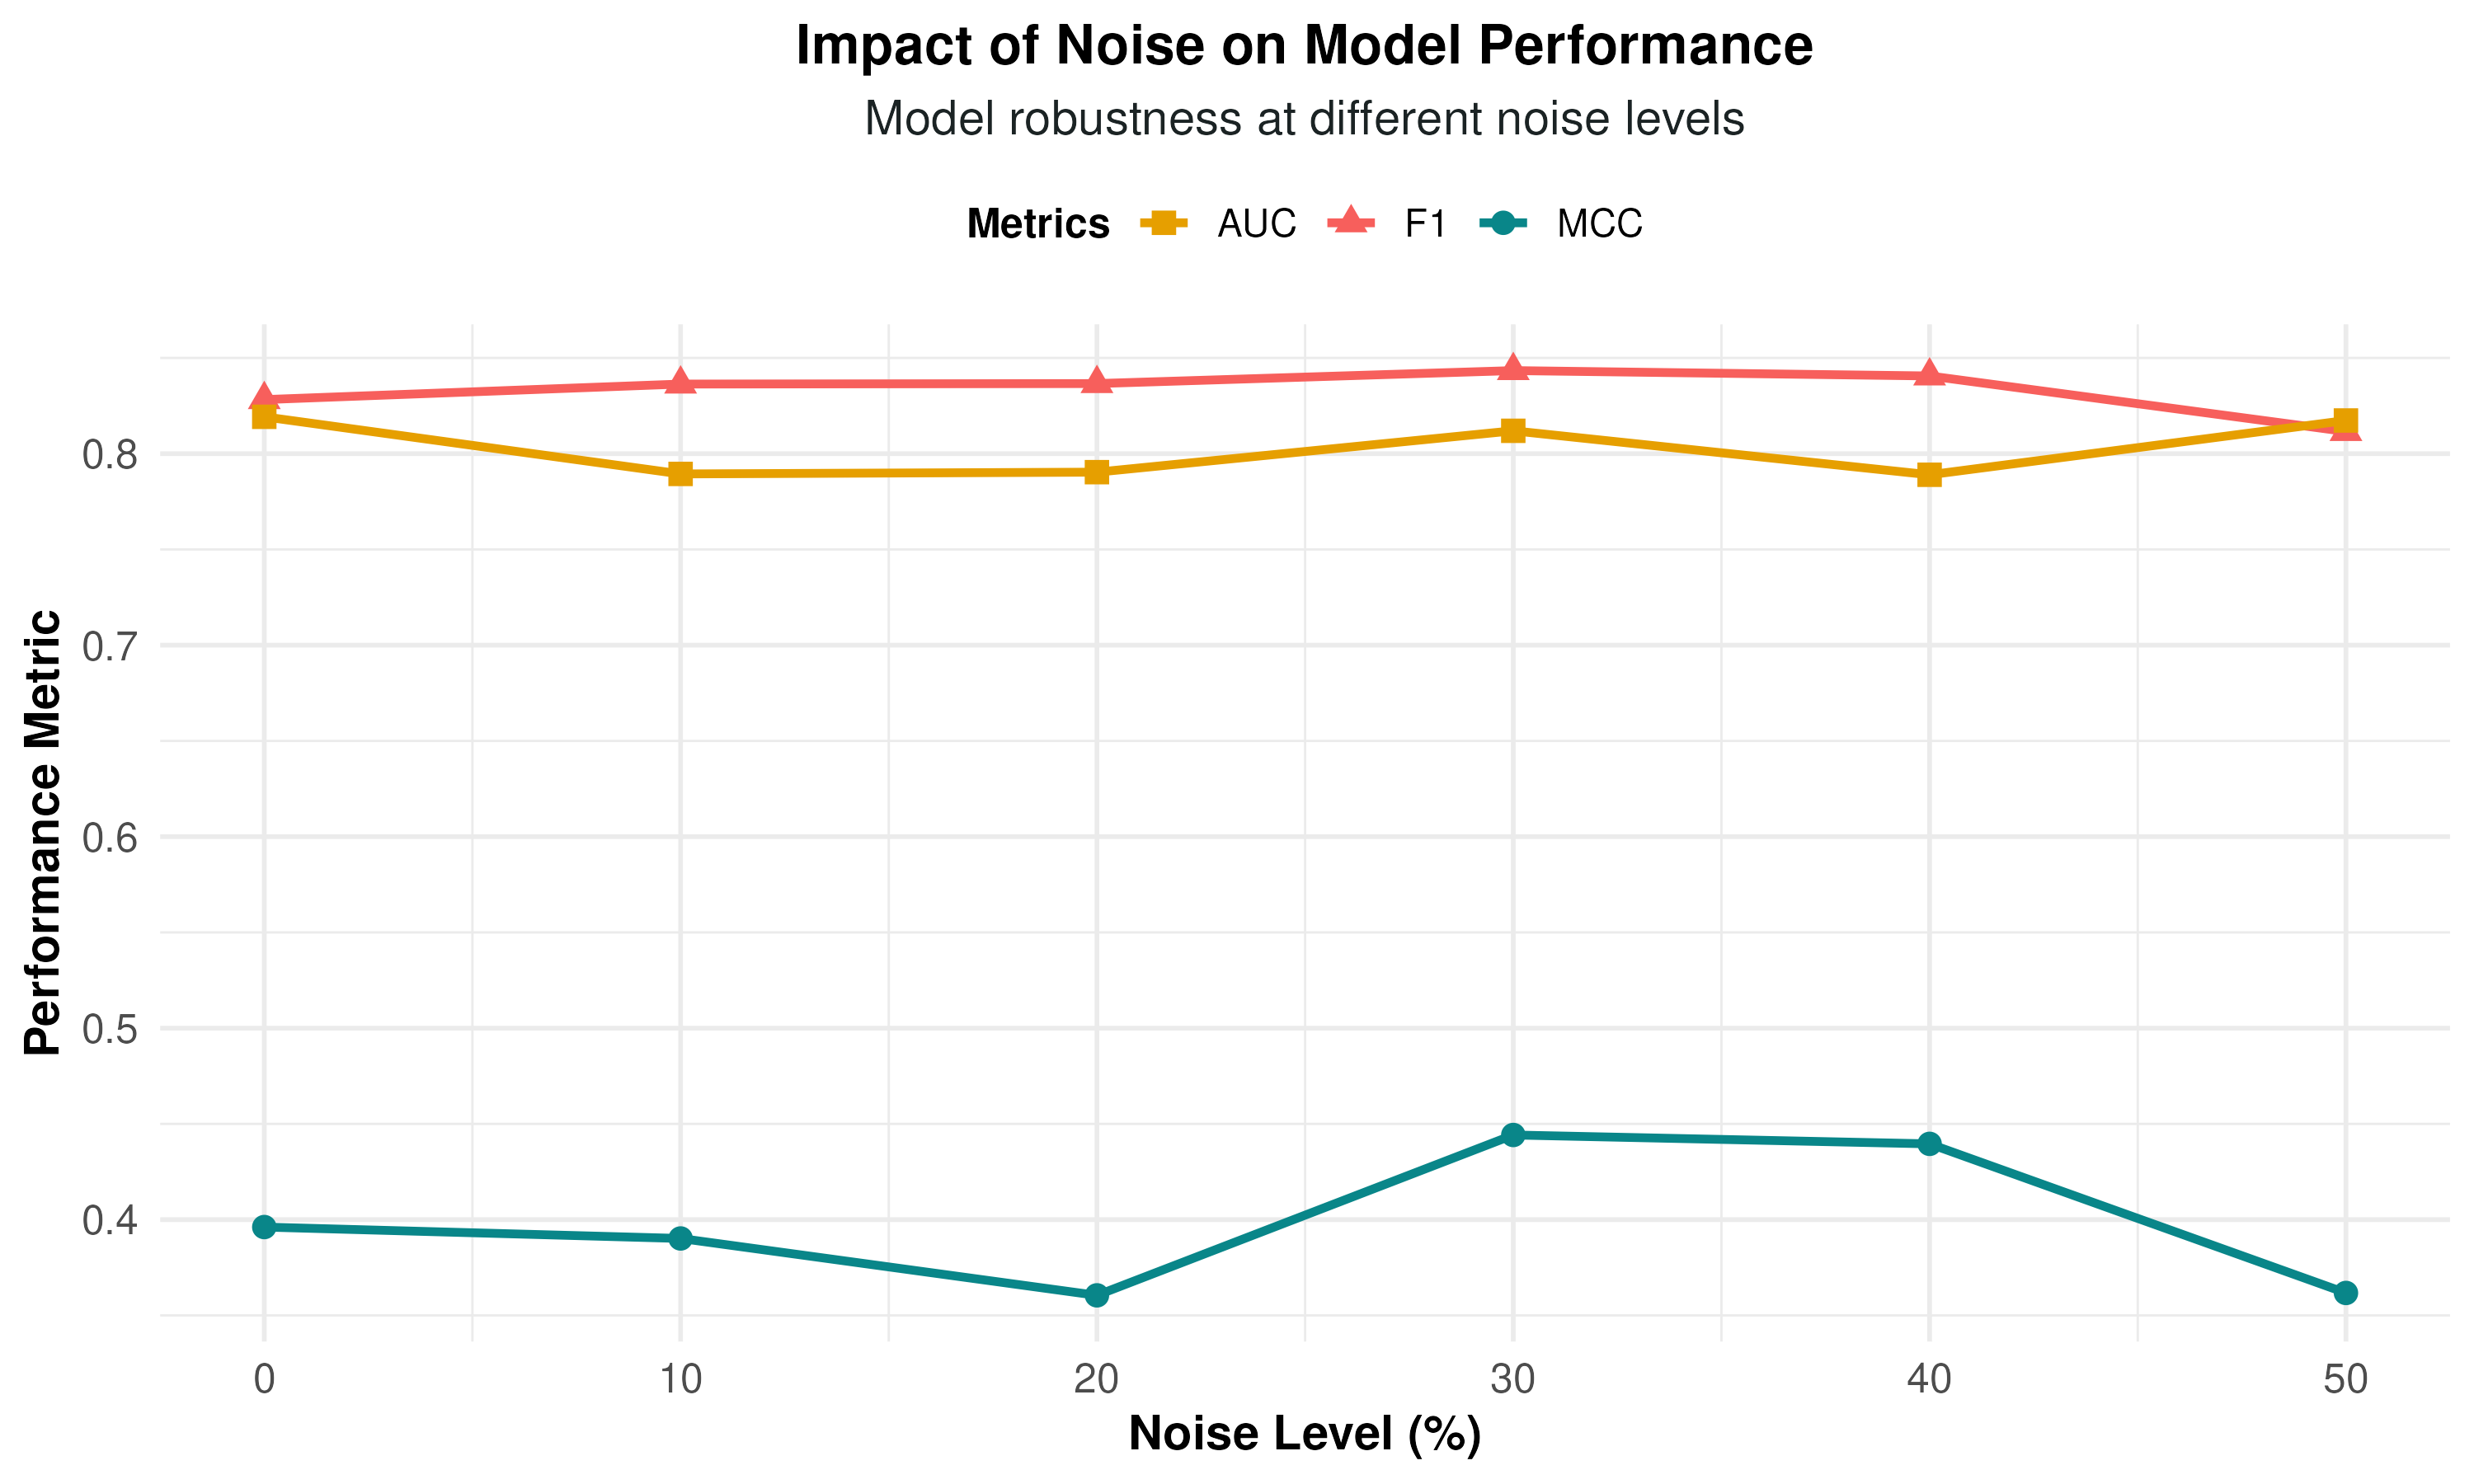 Impact of Noise on Model Performance
Model robustness at different noise levels
Metrics AUC F1 MCC
Performance Metric
0.8
0.7
0.6
0.5
0.4
0 10 20 30 40 50
Noise Level (%)